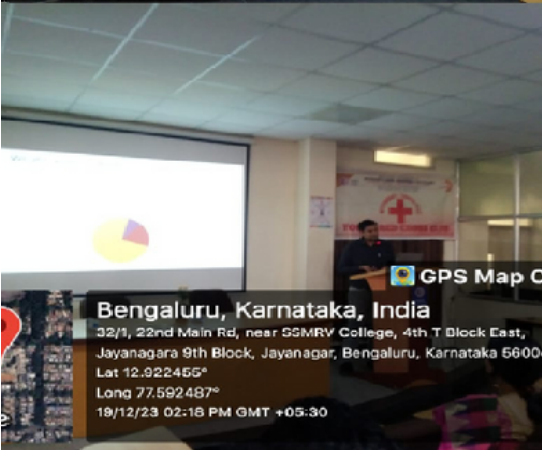 GPS Map C
Bengaluru, Karnataka, India
32/1, 22nd Main Rd, near SSMRV College, 4th T Block East,
Jayanagara 9th Block, Jayanagar, Bengaluru, Karnataka 5600
Lat 12.922455°
Long 77.592487°
19/12/23 02:18 PM GMT +05:30